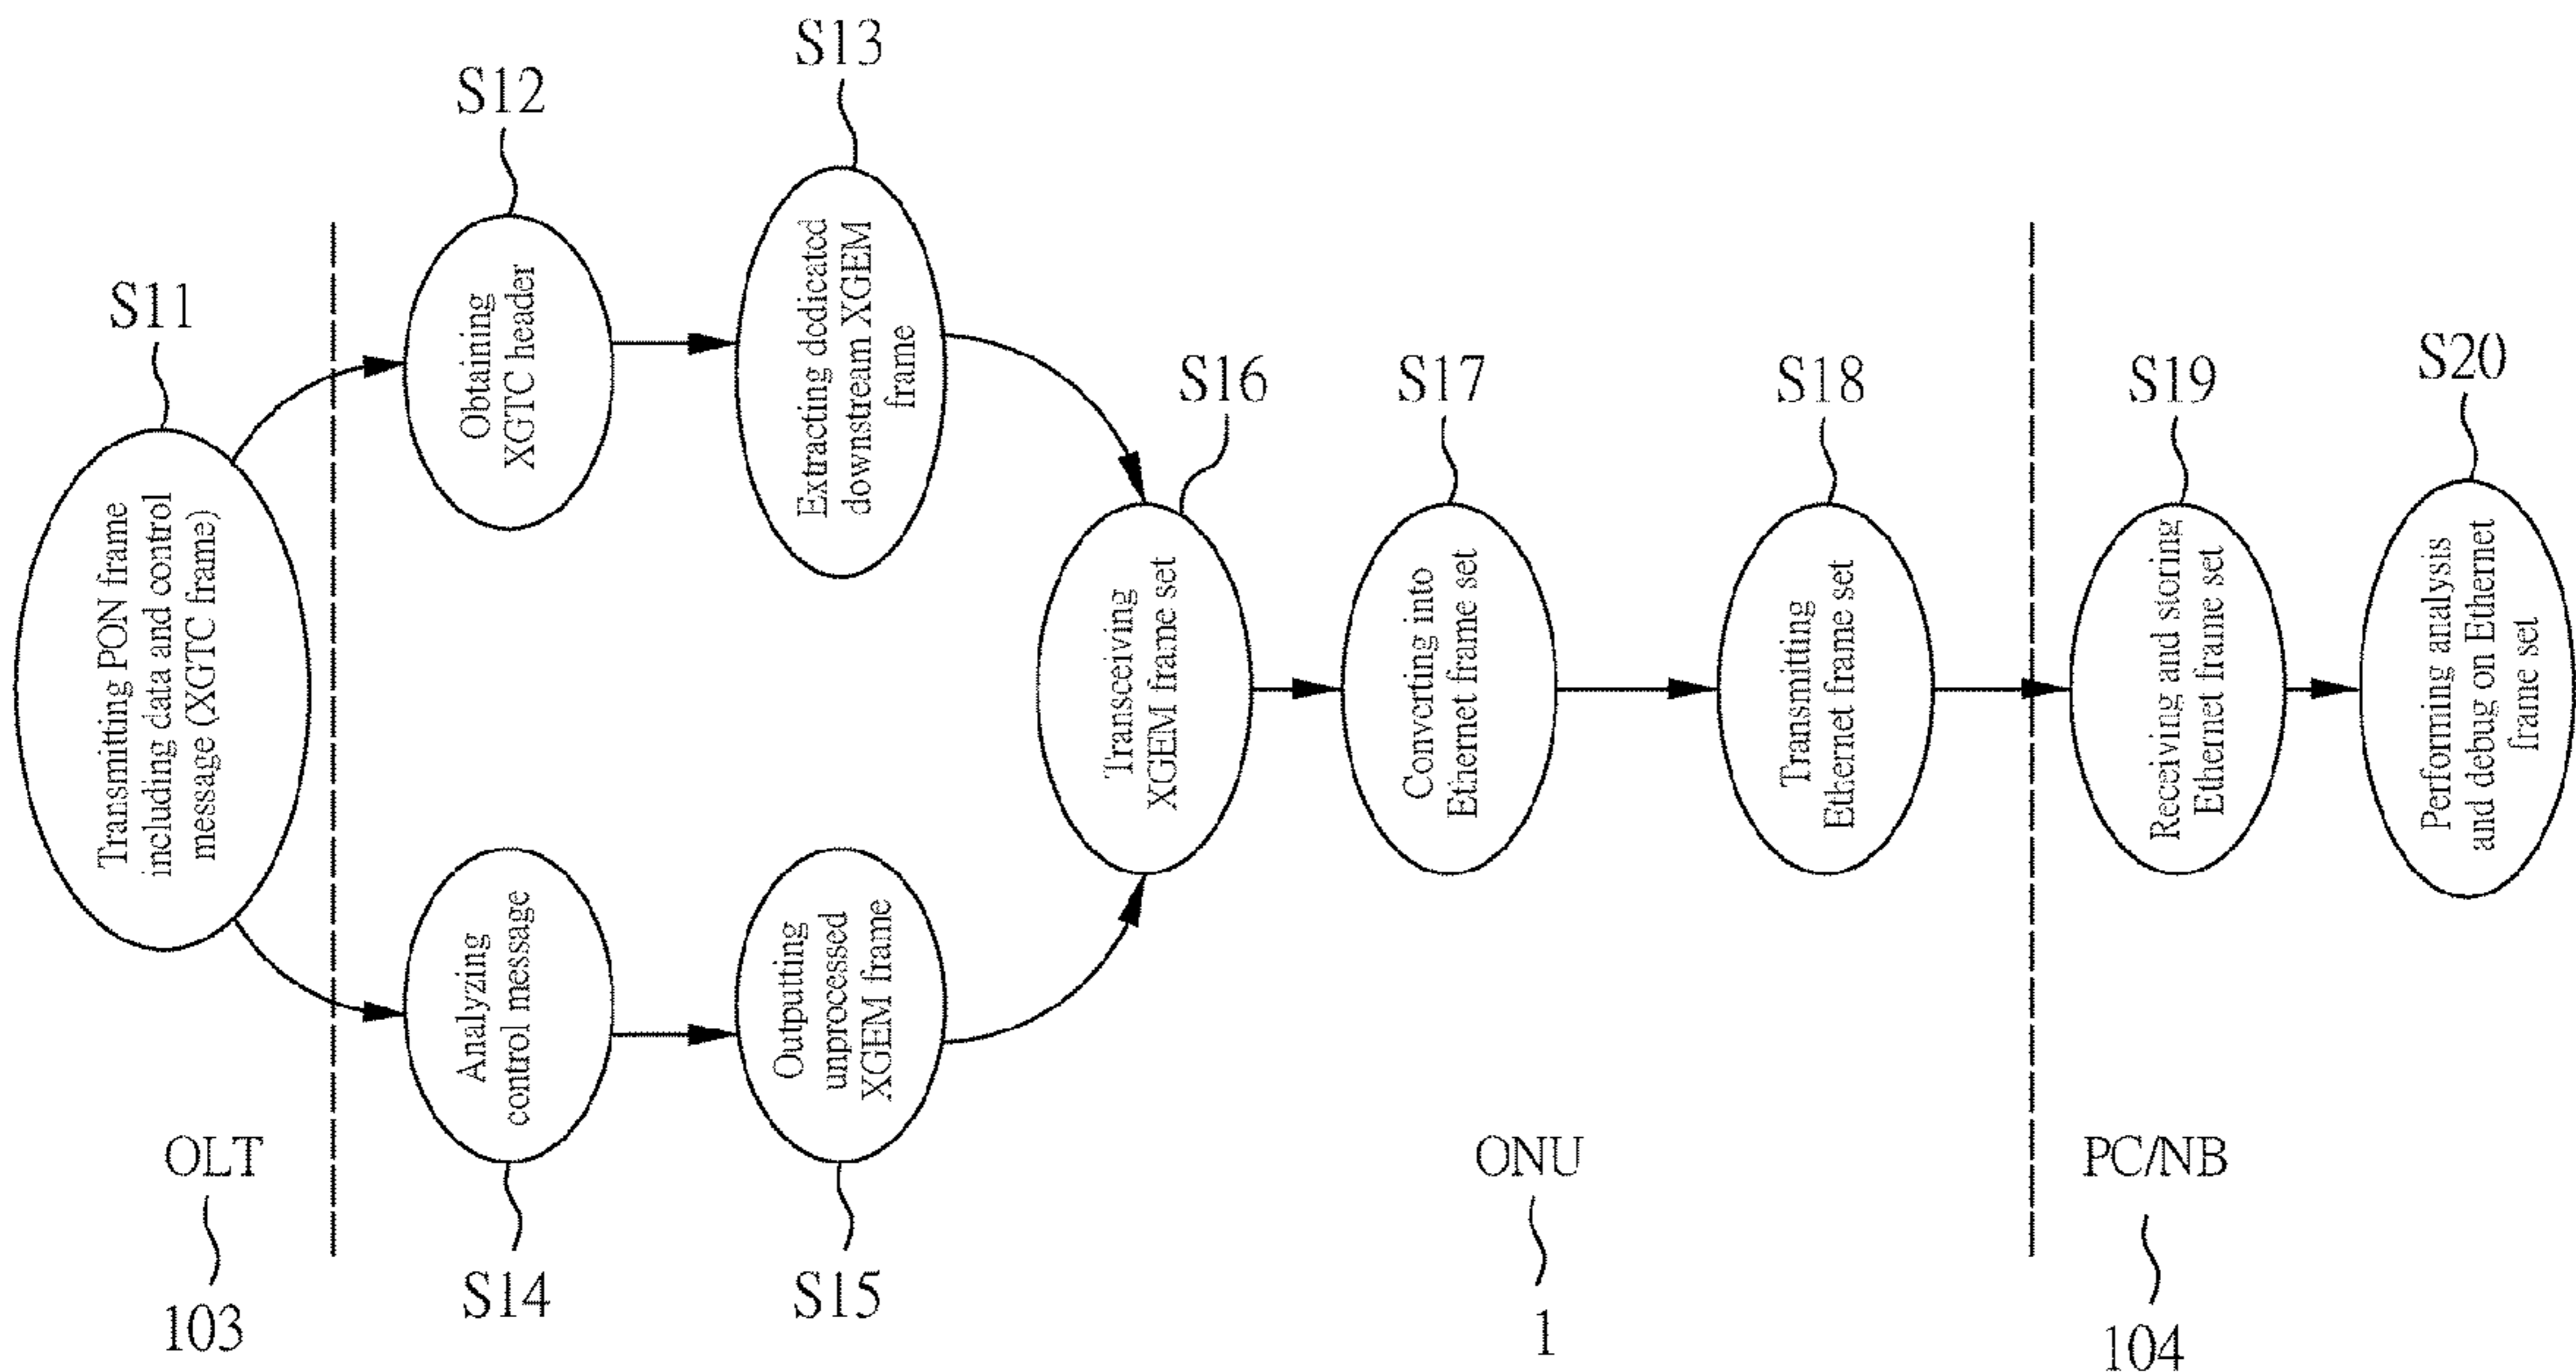 S11
Transmitting PON frame
including data and control
message (XGTC frame)
S12
Obtaining
XGTC header
S13
Extracting dedicated
downstream XGEM
frame
S14
Analyzing
control message
S15
Outputing
unprocessed
XGEM frame
S16
Transceiving
XGEM frame set
S17
Converting into
Ethernet frame set
S18
Transmitting
Ethernet frame set
S19
Receiving and storing
Ethernet frame set
S20
Performing analysis
and debug on Ethernet
frame set
OLT
103
ONU
1
PC/NB
104